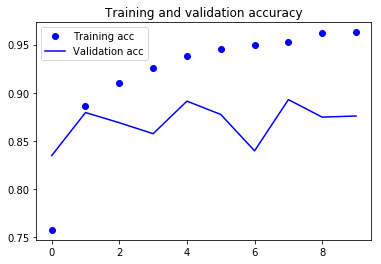 Training and validation accuracy
Training acc
Validation acc
0.95
0.90
0.85
0.80
0.75
0 2 4 6 8